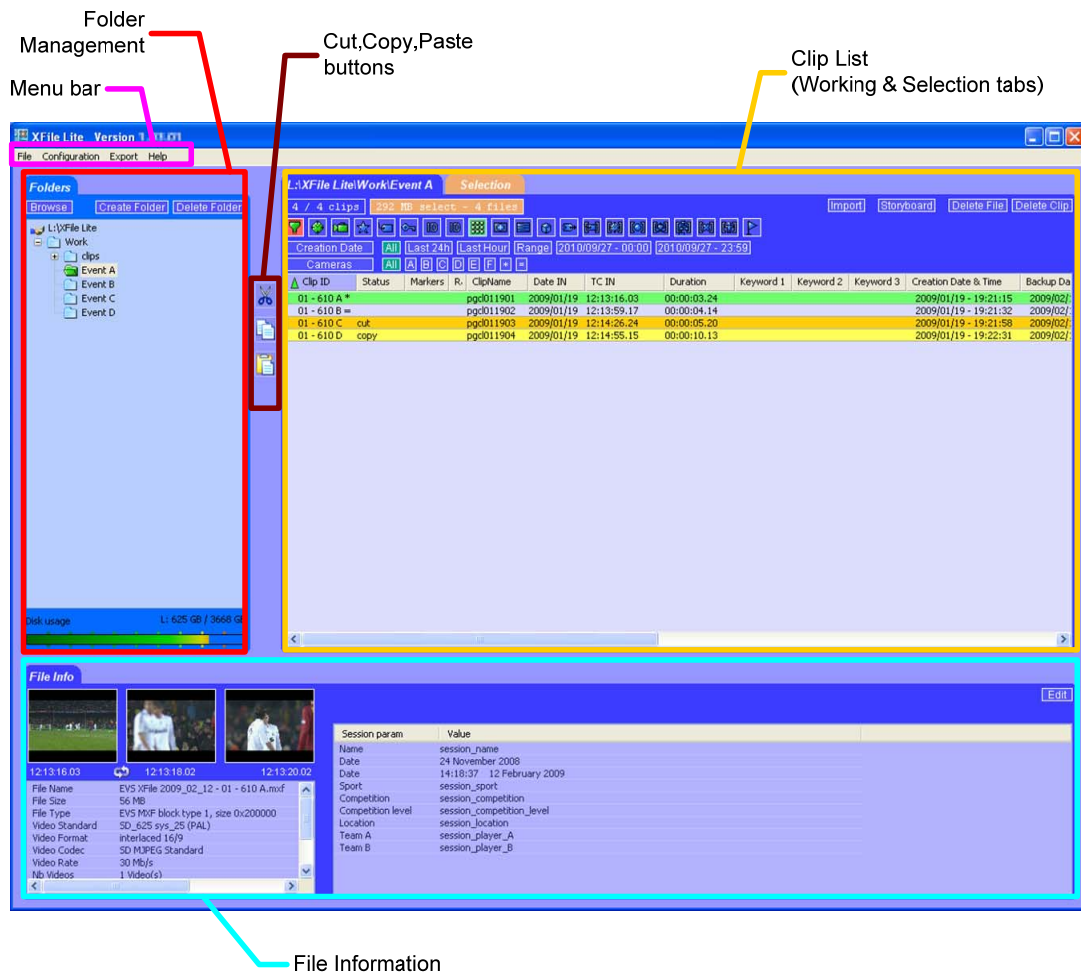 Folder
Management
Cut,Copy,Paste
buttons
Clip List
(Working & Selection tabs)
Menu bar
XFile Lite Version
File Configuration Export Help
Folders
Browse Create Folder Delete Folder
L:\XFile Lite
Work
clips
Event A
Event B
Event C
Event D
Disk usage L: 625 GB / 3668 G
L:\XFile Lite\Work\Event A Selection
4 / 4 clips 292 MB select - 4 files Import Storyboard Delete File Delete Clip
Creation Date All Last 24h Last Hour Range 2010/09/27 - 00:00 2010/09/27 - 23:59
Cameras All A B C D E F * =
Clip ID Status Markers R. ClipName Date IN TC IN Duration Keyword 1 Keyword 2 Keyword 3 Creation Date & Time Backup Da
01 - 610 A * pgcl011901 2009/01/19 12:13:16.03 00:00:03.24 2009/01/19 - 19:21:15 2009/02/
01 - 610 B = pgcl011902 2009/01/19 12:13:59.17 00:00:04.14 2009/01/19 - 19:21:32 2009/02/
01 - 610 C cut pgcl011903 2009/01/19 12:14:26.24 00:00:05.20 2009/01/19 - 19:21:58 2009/02/
01 - 610 D copy pgcl011904 2009/01/19 12:14:55.15 00:00:10.13 2009/01/19 - 19:22:31 2009/02/
File Info
Edit
12:13:16.03 12:13:18.02 12:13:20.02
File Name EVS XFile 2009_02_12 - 01 - 610 A.mxf
File Size 56 MB
File Type EVS MXF block type 1, size 0x200000
Video Standard SD_625 sys_25 (PAL)
Video Format interlaced 16/9
Video Codec SD MJPEG Standard
Video Rate 30 Mb/s
Nb Videos 1 Video(s)
Session param Value
Name session_name
Date 24 November 2008
Date 14:18:37 12 February 2009
Sport session_sport
Competition session_competition
Competition level session_competition_level
Location session_location
Team A session_player_A
Team B session_player_B
File Information